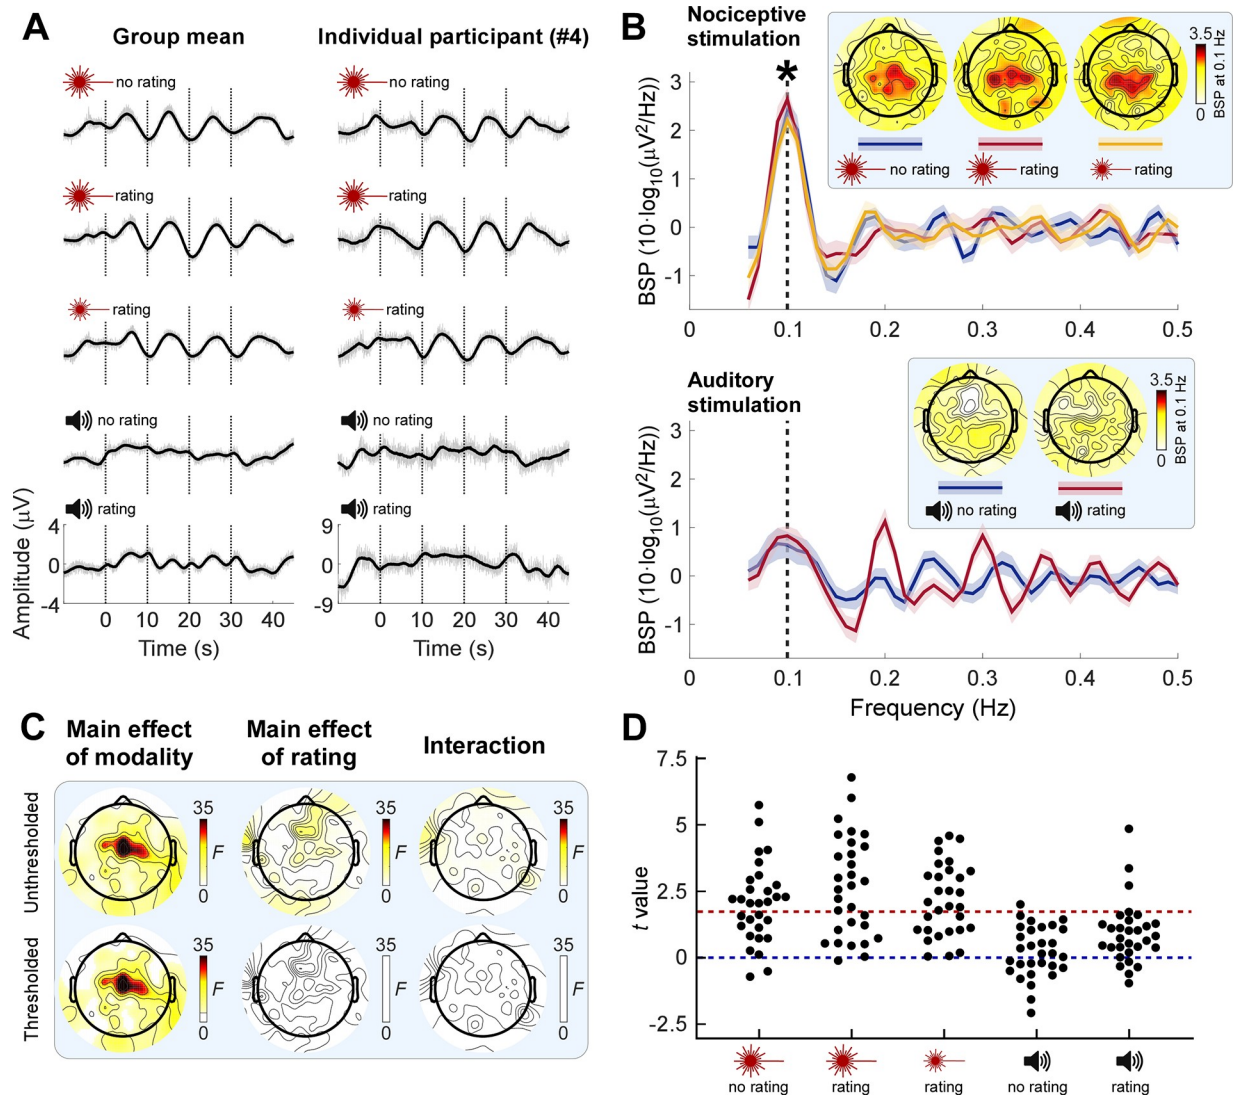 A
Group mean
Individual participant (#4)
no rating
no rating
rating
rating
rating
rating
no rating
no rating
rating
rating
Amplitude (μV)
4
0
-4
9
0
-9
0 10 20 30 40
0 10 20 30 40
Time (s)
Time (s)
B
Nociceptive
stimulation
*
3.5
0
BSP at 0.1 Hz
no rating
rating
rating
BSP (10·log10(μV2/Hz))
3
2
1
0
-1
0 0.1 0.2 0.3 0.4 0.5
Auditory
stimulation
3.5
0
BSP at 0.1 Hz
no rating
rating
BSP (10·log10(μV2/Hz))
3
2
1
0
-1
0 0.1 0.2 0.3 0.4 0.5
Frequency (Hz)
C
Main effect
of modality
Main effect
of rating
Interaction
Unthresholded
35
F
0
35
F
0
35
F
0
Thresholded
35
F
0
35
F
0
35
F
0
D
t value
7.5
5
2.5
0
-2.5
no rating
rating
rating
no rating
rating